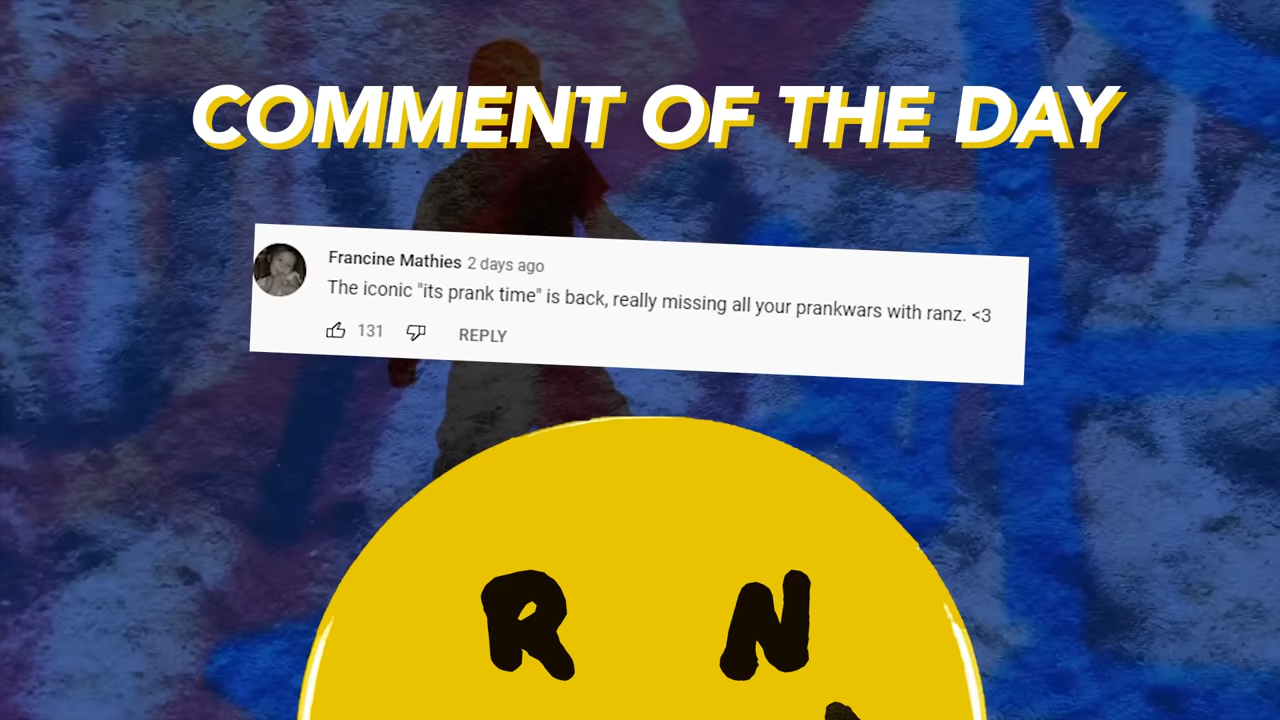 COMMENT OF THE DAY
Francine Mathies 2 days ago
The iconic "its prank time" is back, really missing all your prankwars with ranz. <3
131 REPLY
R N